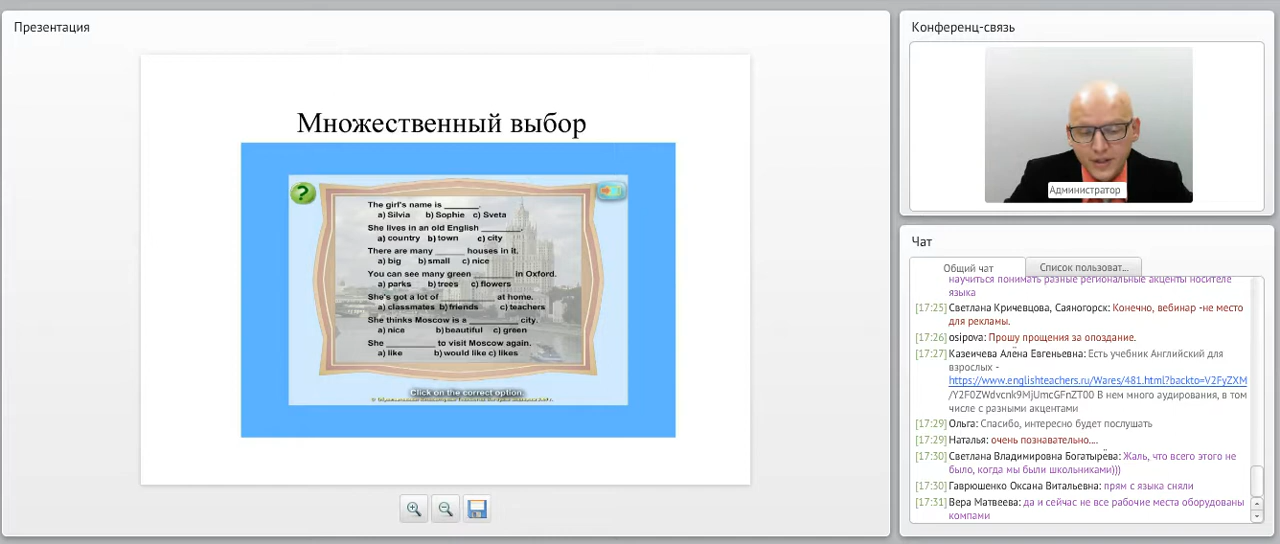 Презентация
Множественный выбор
?
The girl's name is ________.
a) Silvia b) Sophie c) Sveta
She lives in an old English _________.
a) country b) town c) city
There are many ______ houses in it.
a) big b) small c) nice
You can see many green _________ in Oxford.
a) parks b) trees c) flowers
She's got a lot of ____________ at home.
a) classmates b) friends c) teachers
She thinks Moscow is a ___________ city.
a) nice b) beautiful c) green
She ___________ to visit Moscow again.
a) like b) would like c) likes
Click on the correct option
Конференц-связь
Администратор
Чат
Общий чат
Список пользоват...
научиться понимать разные региональные акценты носителе
языка
[17:25] Светлана Кричевцова, Саяногорск: Конечно, вебинар -не место
для рекламы.
[17:26] osipova: Прошу прощения за опоздание.
[17:27] Казеичева Алёна Евгеньевна: Есть учебник Английский для
взрослых -
https://www.englishteachers.ru/Wares/481.html?backto=V2FyZXM
/Y2F0ZWdvcnk9MjUmcGFnZT00 В нем много аудирования, в том
числе с разными акцентами
[17:29] Ольга: Спасибо, интересно будет послушать
[17:29] Наталья: очень познавательно....
[17:30] Светлана Владимировна Богатырёва: Жаль, что всего этого не
было, когда мы были школьниками)))
[17:30] Гаврюшенко Оксана Витальевна: прям с языка сняли
[17:31] Вера Матвеева: да и сейчас не все рабочие места оборудованы
компами